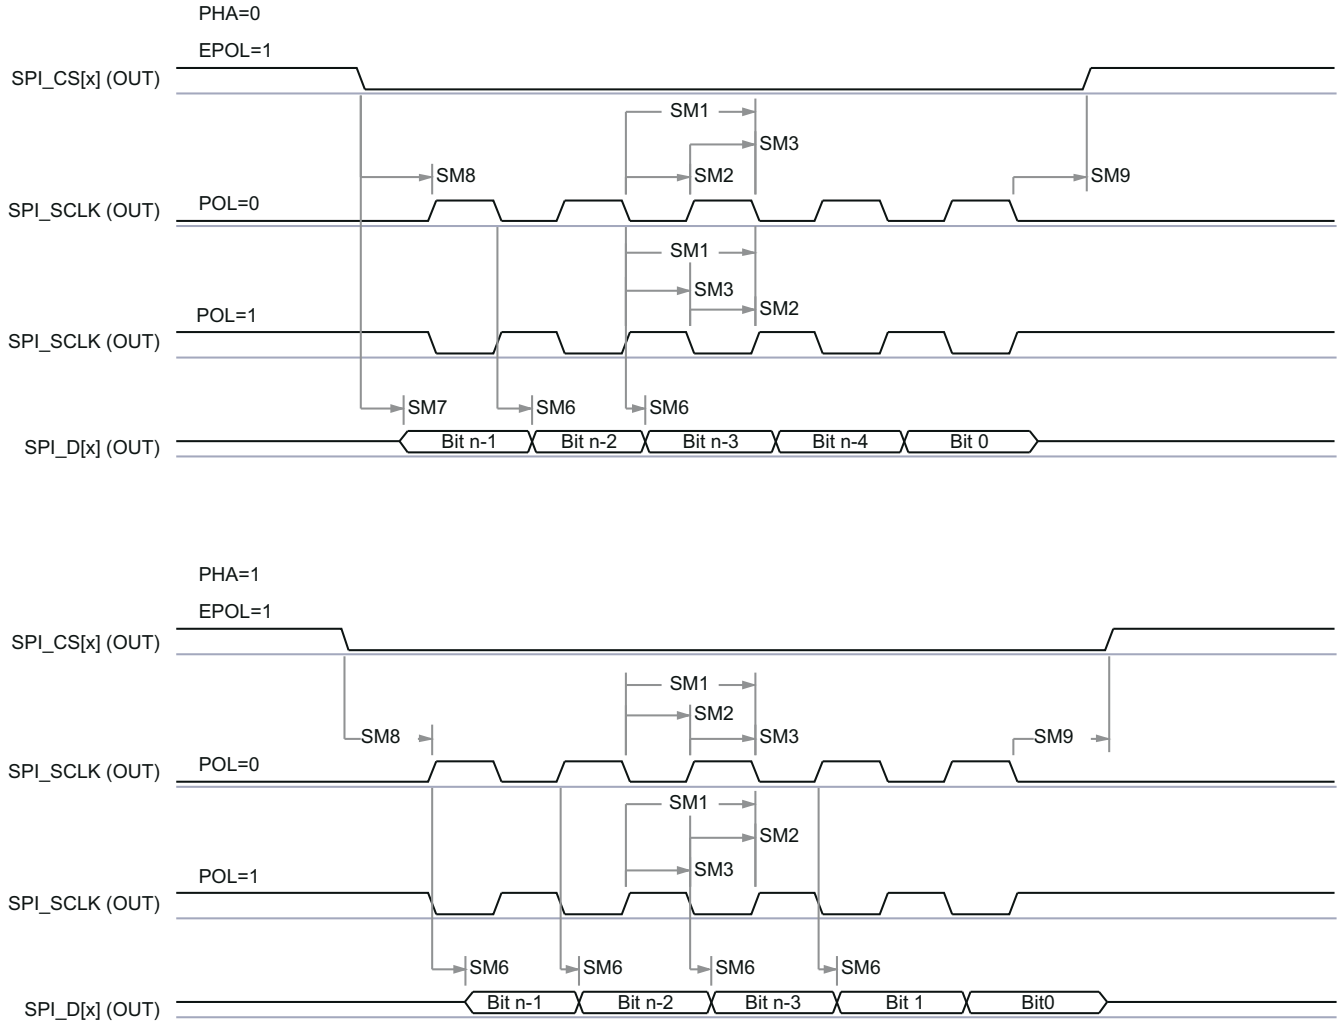 PHA=0
EPOL=1
SPI_CS[x] (OUT)
SM1
SM3
SM8
SM2
SM9
SPI_SCLK (OUT)
POL=0
SM1
SM3
SM2
POL=1
SPI_SCLK (OUT)
SM7
SM6
SM6
SPI_D[x] (OUT)
Bit n-1
Bit n-2
Bit n-3
Bit n-4
Bit 0
PHA=1
EPOL=1
SPI_CS[x] (OUT)
SM1
SM2
SM8
SM3
SM9
SPI_SCLK (OUT)
POL=0
SM1
SM2
SM3
POL=1
SPI_SCLK (OUT)
SM6
SM6
SM6
SM6
SPI_D[x] (OUT)
Bit n-1
Bit n-2
Bit n-3
Bit 1
Bit0